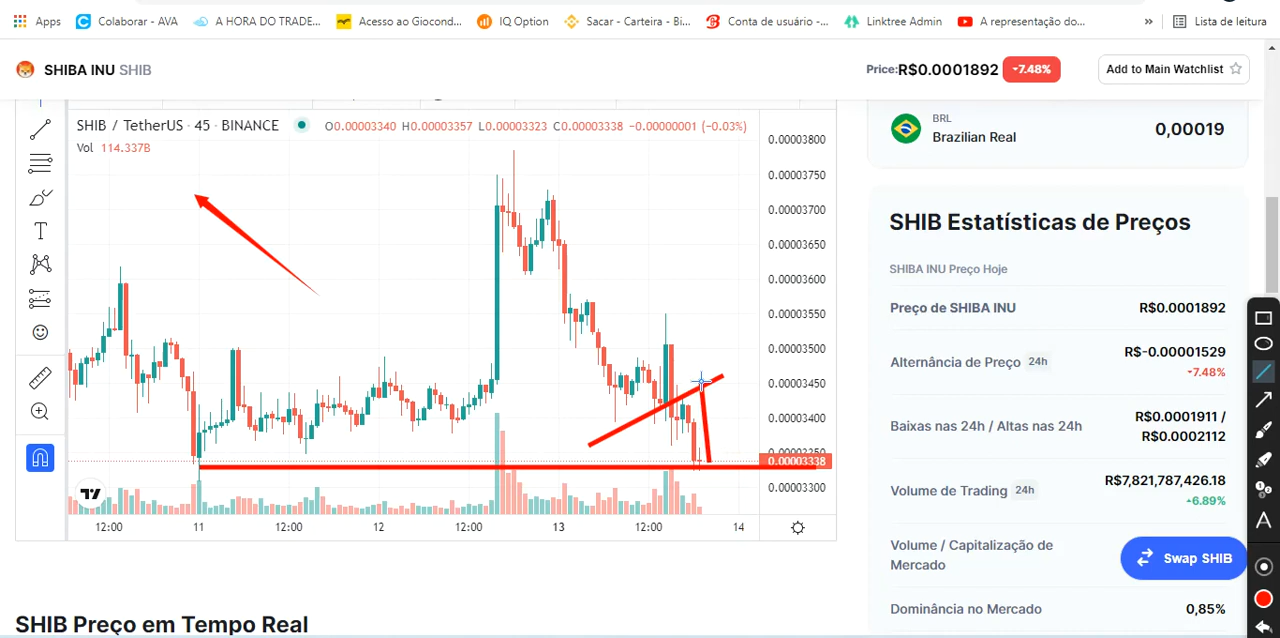 Apps Colaborar - AVA A HORA DO TRADE... Acesso ao Giocond... IQ Option Sacar - Carteira - Bi... Conta de usuário -... Linktree Admin A representação do... » Lista de leitura
SHIBA INU SHIB
Price:R$0.0001892 -7.48% Add to Main Watchlist
SHIB / TetherUS · 45 · BINANCE O0.00003340 H0.00003357 L0.00003323 C0.00003338 −0.00000001 (−0.03%)
Vol 114.337B
0.00003800
0.00003750
0.00003700
0.00003650
0.00003600
0.00003550
0.00003500
0.00003450
0.00003400
0.00003338
0.00003300
12:00 11 12:00 12 12:00 13 12:00 14
SHIB Preço em Tempo Real
BRL
Brazilian Real 0,00019
SHIB Estatísticas de Preços
SHIBA INU Preço Hoje
Preço de SHIBA INU R$0.0001892
Alternância de Preço 24h R$-0.00001529
-7.48%
Baixas nas 24h / Altas nas 24h R$0.0001911 /
R$0.0002112
Volume de Trading 24h R$7,821,787,426.18
6.89%
Volume / Capitalização de
Mercado
Swap SHIB
Dominância no Mercado 0,85%